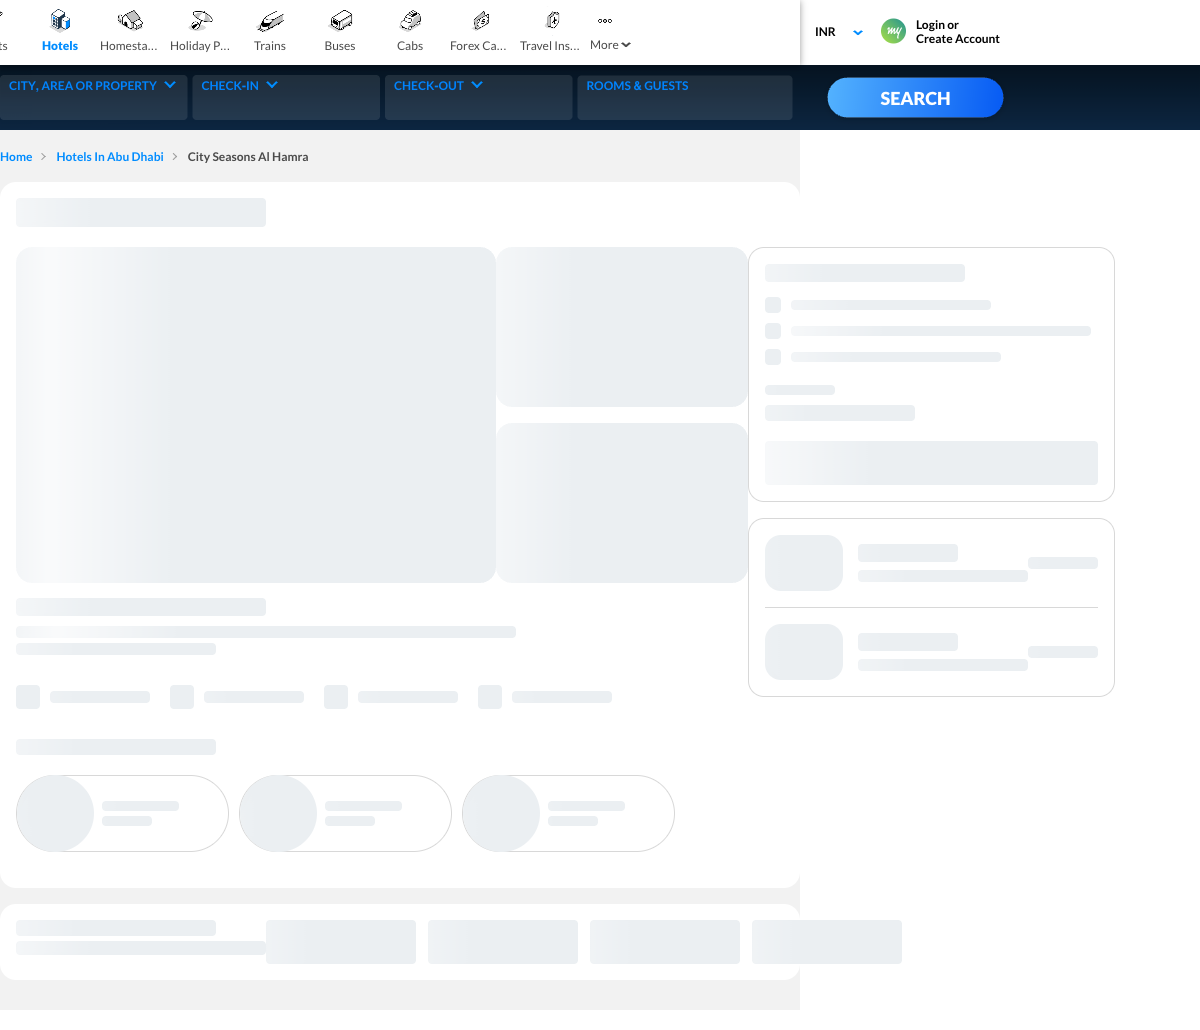 ts
Hotels
Homesta...
Holiday P...
Trains
Buses
Cabs
Forex Ca...
Travel Ins...
More
INR
my
Login or
Create Account
CITY, AREA OR PROPERTY
CHECK-IN
CHECK-OUT
ROOMS & GUESTS
SEARCH
Home
Hotels In Abu Dhabi
City Seasons Al Hamra